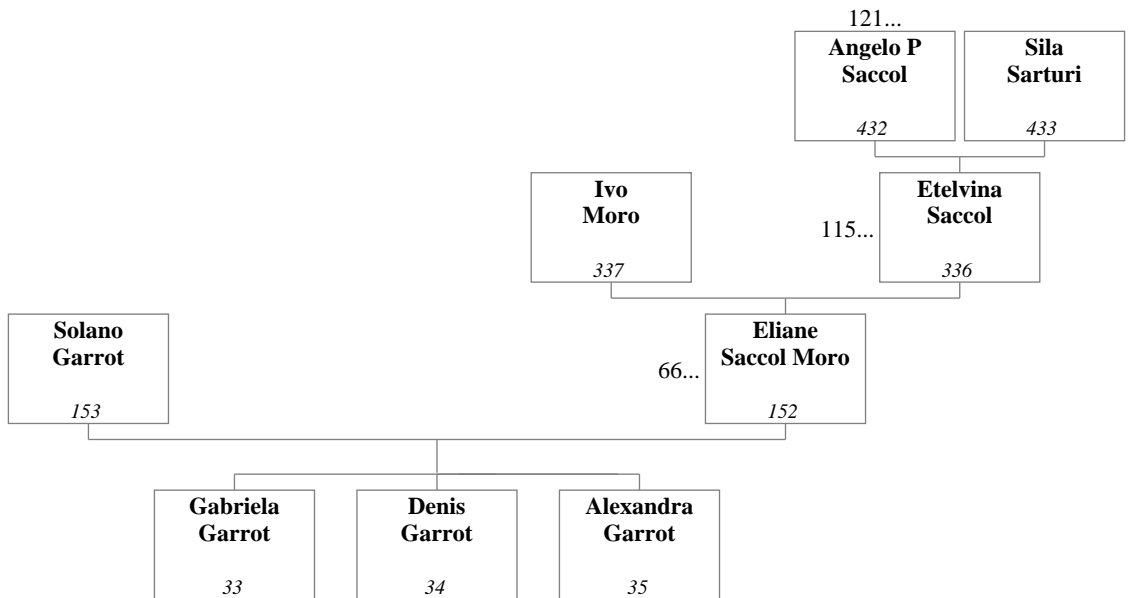 121...
Angelo P
Saccol
432
Sila
Sarturi
433
Ivo
Moro
337
115...
Etelvina
Saccol
336
Solano
Garrot
153
66...
Eliane
Saccol Moro
152
Gabriela
Garrot
33
Denis
Garrot
34
Alexandra
Garrot
35